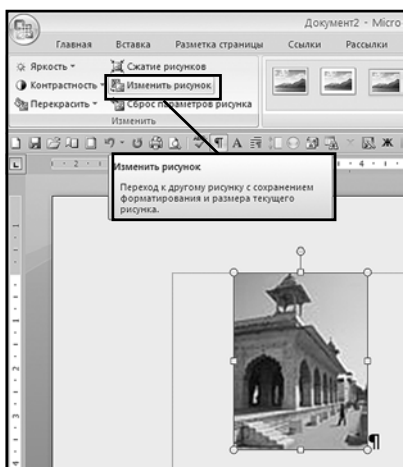 Документ2 - Micro
Главная Вставка Разметка страницы Ссылки Рассылки
Яркость Сжатие рисунков
Контрастность Изменить рисунок
Перекрасить Сброс параметров рисунка
Изменить
Изменить рисунок
Переход к другому рисунку с сохранением
форматирования и размера текущего
рисунка.